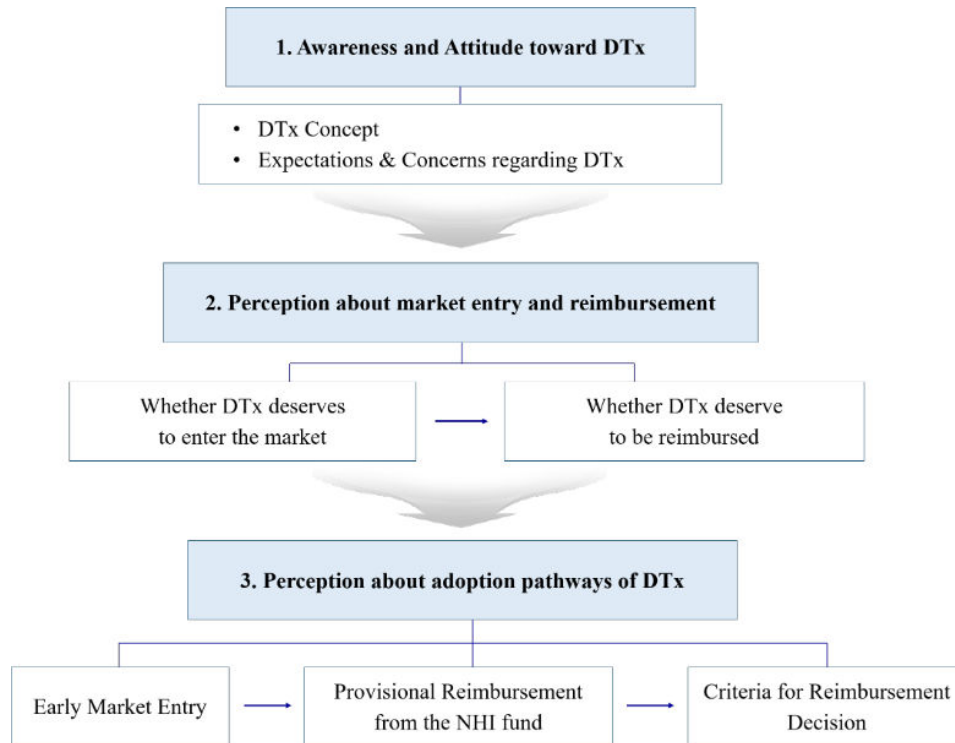 1. Awareness and Attitude toward DTx
• DTx Concept
• Expectations & Concerns regarding DTx
2. Perception about market entry and reimbursement
Whether DTx deserves
to enter the market
Whether DTx deserve
to be reimbursed
3. Perception about adoption pathways of DTx
Early Market Entry
Provisional Reimbursement
from the NHI fund
Criteria for Reimbursement
Decision